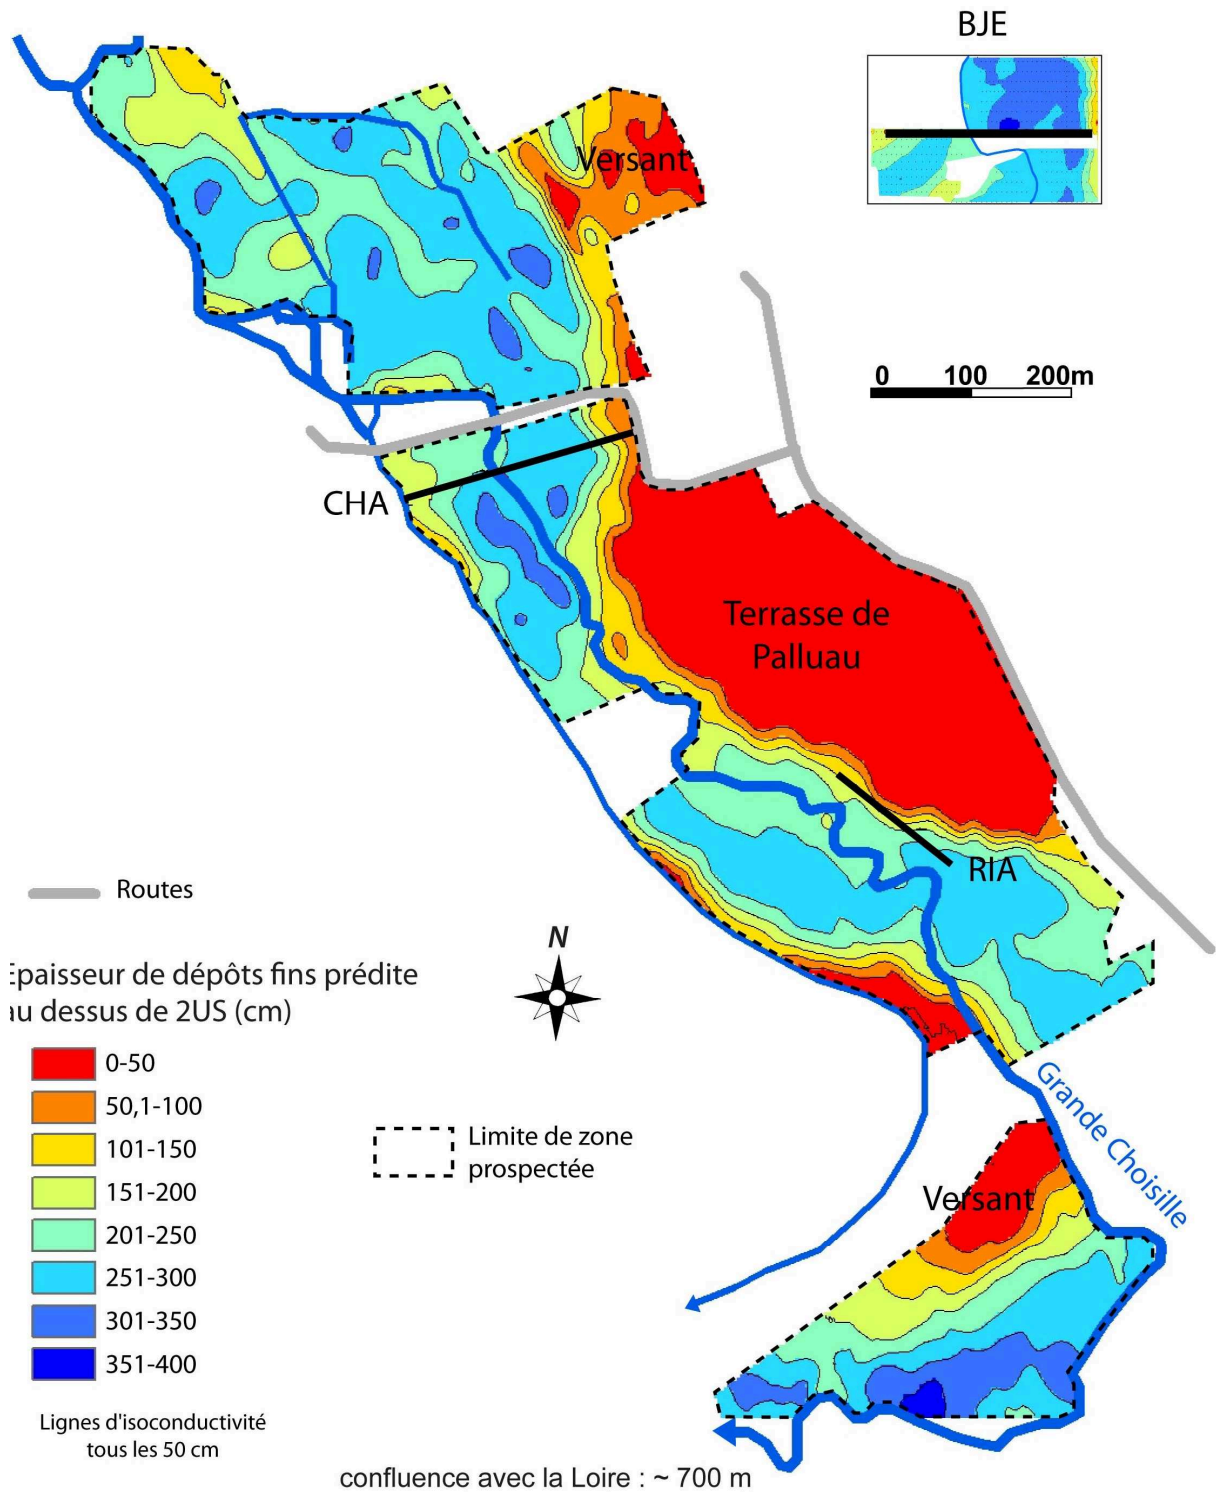 BJE
Versant
0 100 200m
CHA
Terrasse de
Palluau
RIA
Routes
N
Epaisseur de dépôts fins prédite
au dessus de 2US (cm)
0-50
50,1-100
101-150
151-200
201-250
251-300
301-350
351-400
Limite de zone
prospectée
Grande Choisille
Versant
Lignes d'isoconductivité
tous les 50 cm
confluence avec la Loire : ~ 700 m